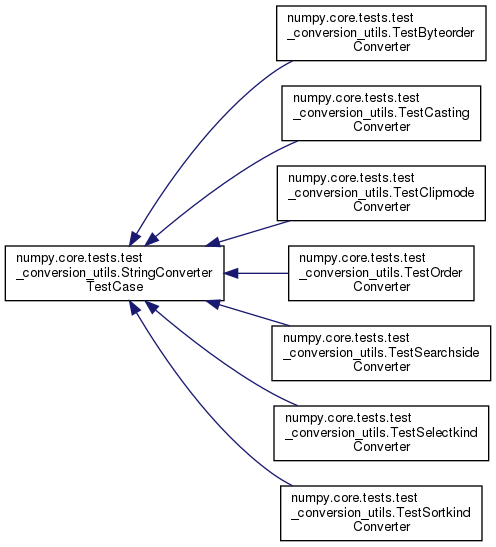 numpy.core.tests.test
_conversion_utils.TestByteorder
Converter
numpy.core.tests.test
_conversion_utils.TestCasting
Converter
numpy.core.tests.test
_conversion_utils.TestClipmode
Converter
numpy.core.tests.test
_conversion_utils.StringConverter
TestCase
numpy.core.tests.test
_conversion_utils.TestOrder
Converter
numpy.core.tests.test
_conversion_utils.TestSearchside
Converter
numpy.core.tests.test
_conversion_utils.TestSelectkind
Converter
numpy.core.tests.test
_conversion_utils.TestSortkind
Converter